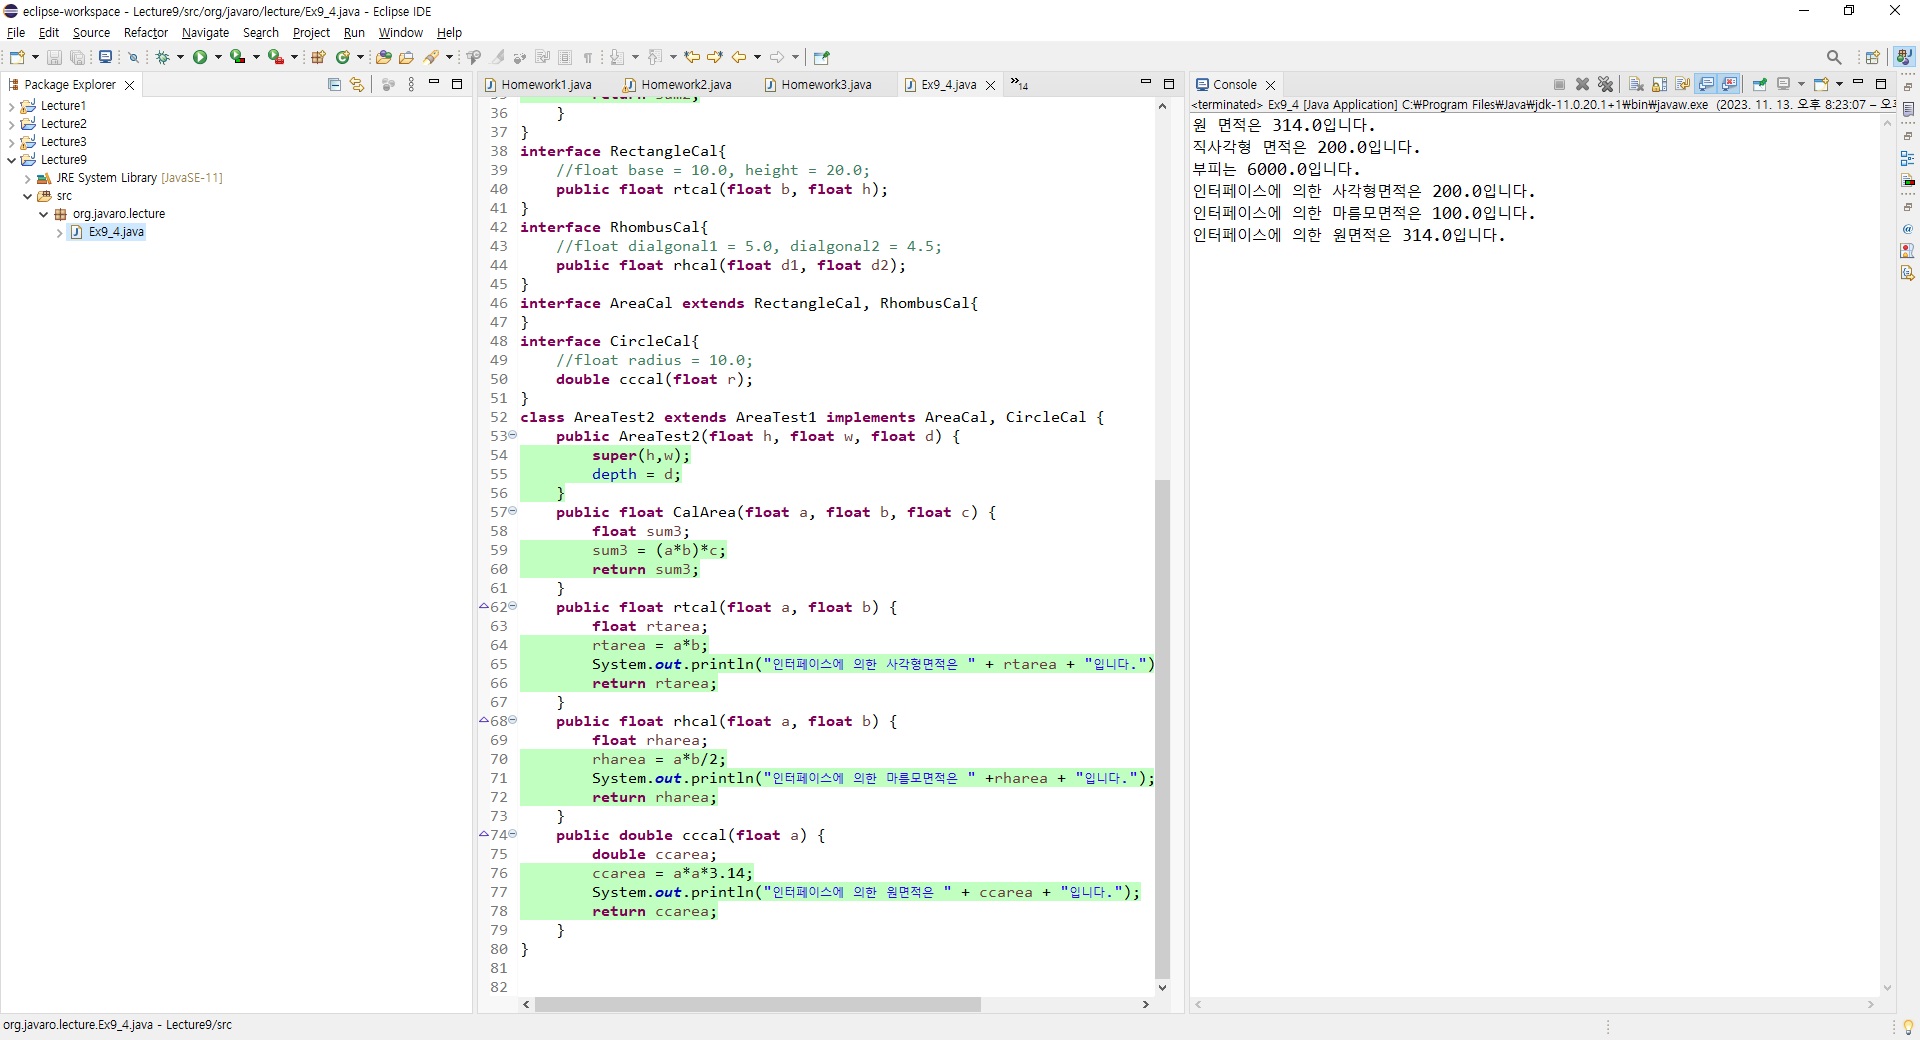 eclipse-workspace - Lecture9/src/org/javaro/lecture/Ex9_4.java - Eclipse IDE
File Edit Source Refactor Navigate Search Project Run Window Help
Package Explorer
Lecture1
Lecture2
Lecture3
Lecture9
JRE System Library [JavaSE-11]
src
org.javaro.lecture
Ex9_4.java
Homework1.java Homework2.java Homework3.java Ex9_4.java »14
36 }
37 }
38 interface RectangleCal{
39 //float base = 10.0, height = 20.0;
40 public float rtcal(float b, float h);
41 }
42 interface RhombusCal{
43 //float dialgonal1 = 5.0, dialgonal2 = 4.5;
44 public float rhcal(float d1, float d2);
45 }
46 interface AreaCal extends RectangleCal, RhombusCal{
47 }
48 interface CircleCal{
49 //float radius = 10.0;
50 double cccal(float r);
51 }
52 class AreaTest2 extends AreaTest1 implements AreaCal, CircleCal {
53 public AreaTest2(float h, float w, float d) {
54 super(h,w);
55 depth = d;
56 }
57 public float CalArea(float a, float b, float c) {
58 float sum3;
59 sum3 = (a*b)*c;
60 return sum3;
61 }
62 public float rtcal(float a, float b) {
63 float rtarea;
64 rtarea = a*b;
65 System.out.println("인터페이스에 의한 사각형면적은 " + rtarea + "입니다.")
66 return rtarea;
67 }
68 public float rhcal(float a, float b) {
69 float rharea;
70 rharea = a*b/2;
71 System.out.println("인터페이스에 의한 마름모면적은 " +rharea + "입니다.");
72 return rharea;
73 }
74 public double cccal(float a) {
75 double ccarea;
76 ccarea = a*a*3.14;
77 System.out.println("인터페이스에 의한 원면적은 " + ccarea + "입니다.");
78 return ccarea;
79 }
80 }
81
82
Console
<terminated> Ex9_4 [Java Application] C:₩Program Files₩Java₩jdk-11.0.20.1+1₩bin₩javaw.exe (2023. 11. 13. 오후 8:23:07 –
원 면적은 314.0입니다.
직사각형 면적은 200.0입니다.
부피는 6000.0입니다.
인터페이스에 의한 사각형면적은 200.0입니다.
인터페이스에 의한 마름모면적은 100.0입니다.
인터페이스에 의한 원면적은 314.0입니다.
org.javaro.lecture.Ex9_4.java - Lecture9/src